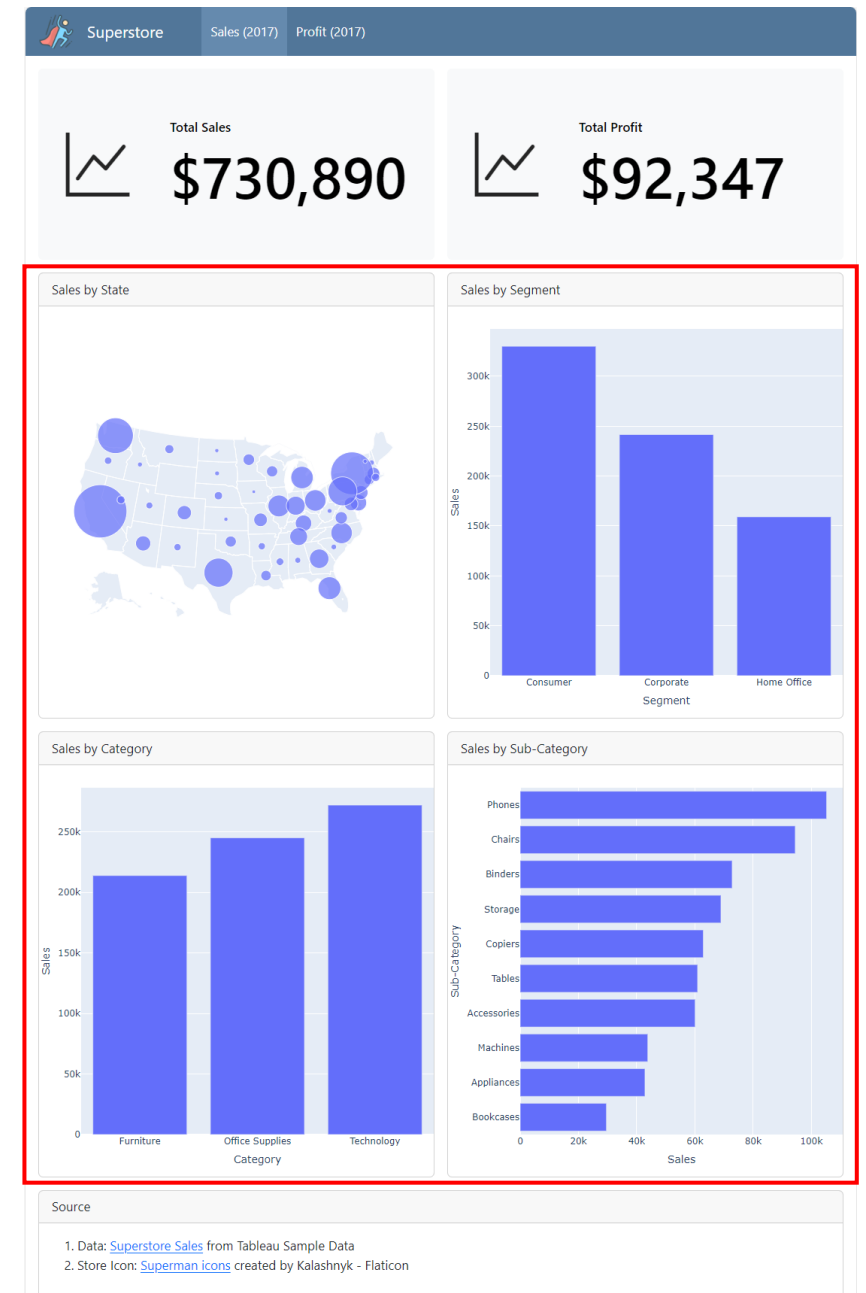 Superstore
Sales (2017)
Profit (2017)
Total Sales
$730,890
Total Profit
$92,347
Sales by State
Sales by Segment
300k
250k
200k
150k
100k
50k
0
Sales
Consumer
Corporate
Home Office
Segment
Sales by Category
250k
200k
150k
100k
50k
0
Sales
Furniture
Office Supplies
Technology
Category
Sales by Sub-Category
Phones
Chairs
Binders
Storage
Copiers
Tables
Accessories
Machines
Appliances
Bookcases
Sub-Category
0
20k
40k
60k
80k
100k
Sales
Source
1. Data: Superstore Sales from Tableau Sample Data
2. Store Icon: Superman icons created by Kalashnyk - Flaticon